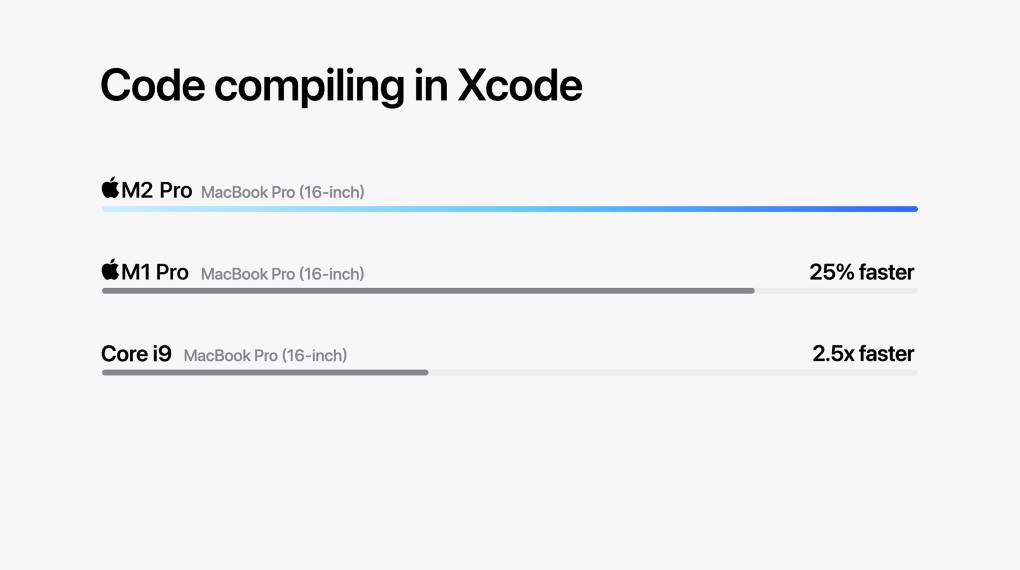 Code compiling in Xcode
M2 Pro MacBook Pro (16-inch)
M1 Pro MacBook Pro (16-inch) 25% faster
Core i9 MacBook Pro (16-inch) 2.5x faster